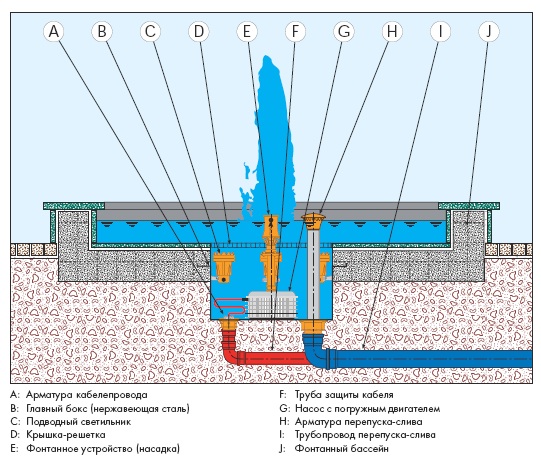 A B C D E F G H I J
A: Арматура кабелепровода
B: Главный бокс (нержавеющая сталь)
C: Подводный светильник
D: Крышка-решетка
E: Фонтанное устройство (насадка)
F: Труба защиты кабеля
G: Насос с погружным двигателем
H: Арматура перепуска-слива
I: Трубопровод перепуска-слива
J: Фонтанный бассейн